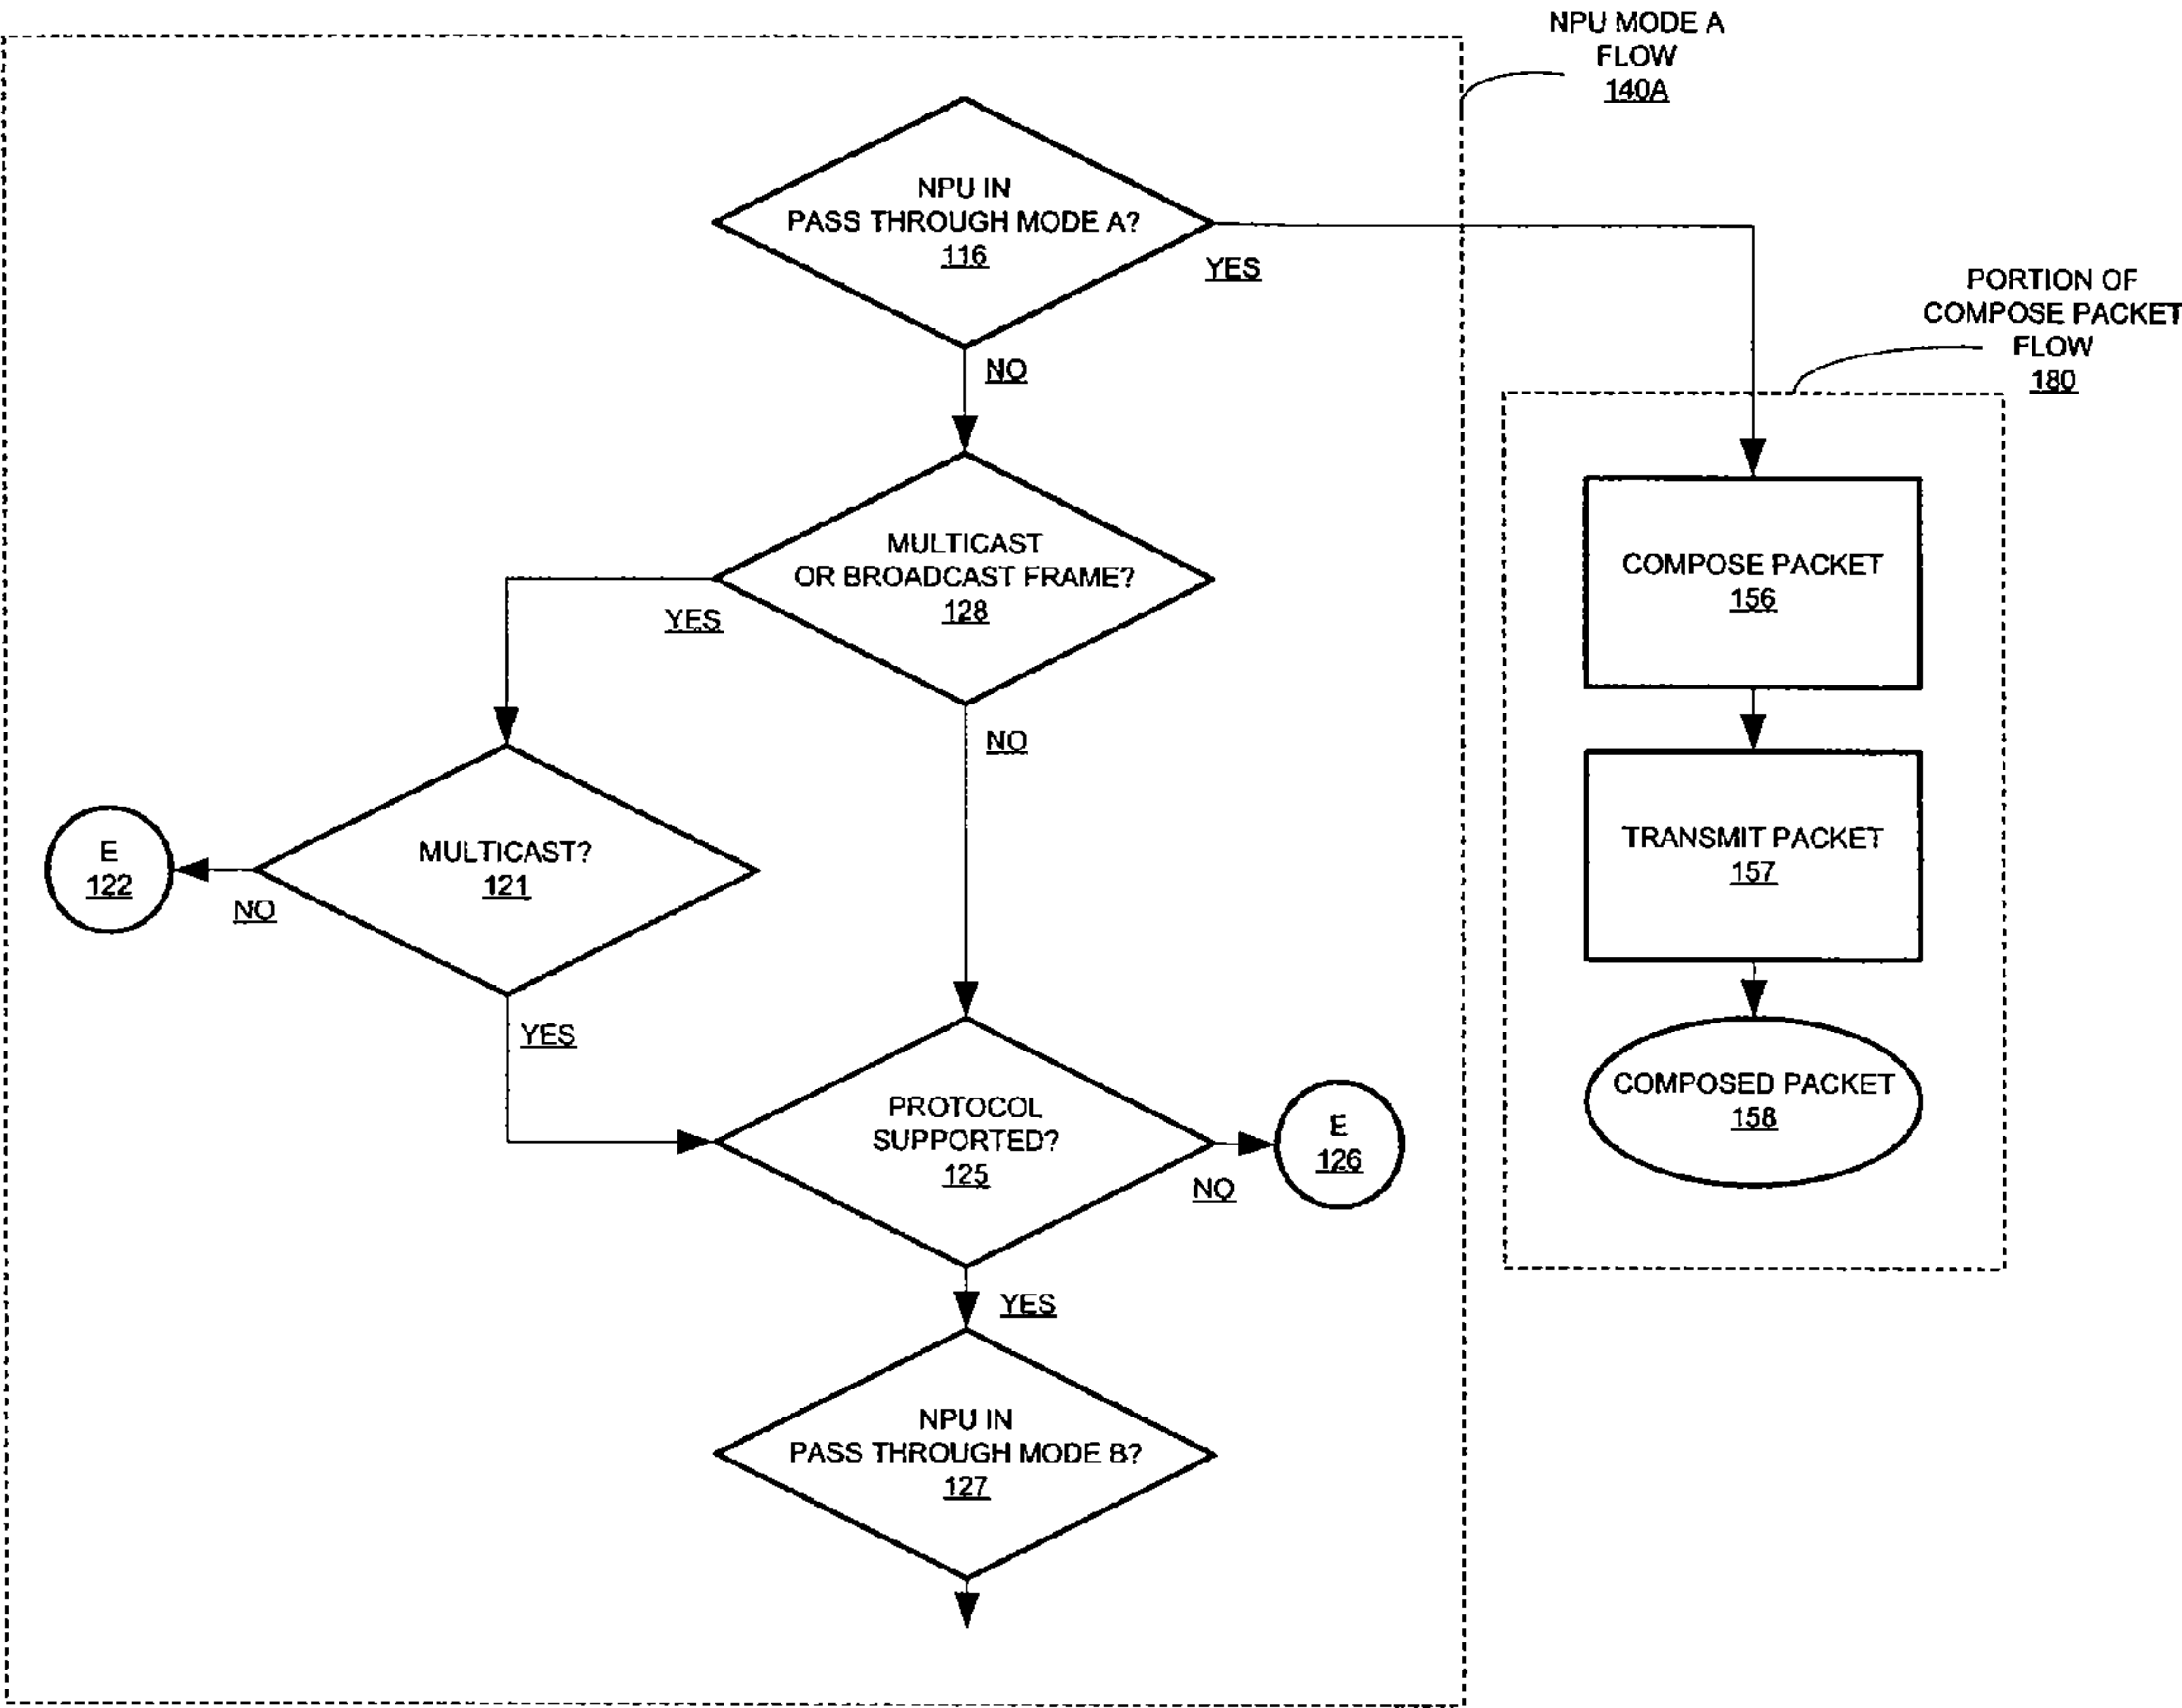 NPU MODE A
FLOW
140A
NPU IN
PASS THROUGH MODE A?
116
YES
NO
PORTION OF
COMPOSE PACKET
FLOW
180
MULTICAST
OR BROADCAST FRAME?
128
YES
NO
COMPOSE PACKET
156
MULTICAST?
121
E
122
NO
YES
TRANSMIT PACKET
157
PROTOCOL
SUPPORTED?
125
E
126
NO
YES
COMPOSED PACKET
158
NPU IN
PASS THROUGH MODE B?
127